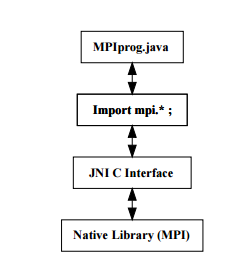 MPIprog.java
Import mpi.* ;
JNI C Interface
Native Library (MPI)